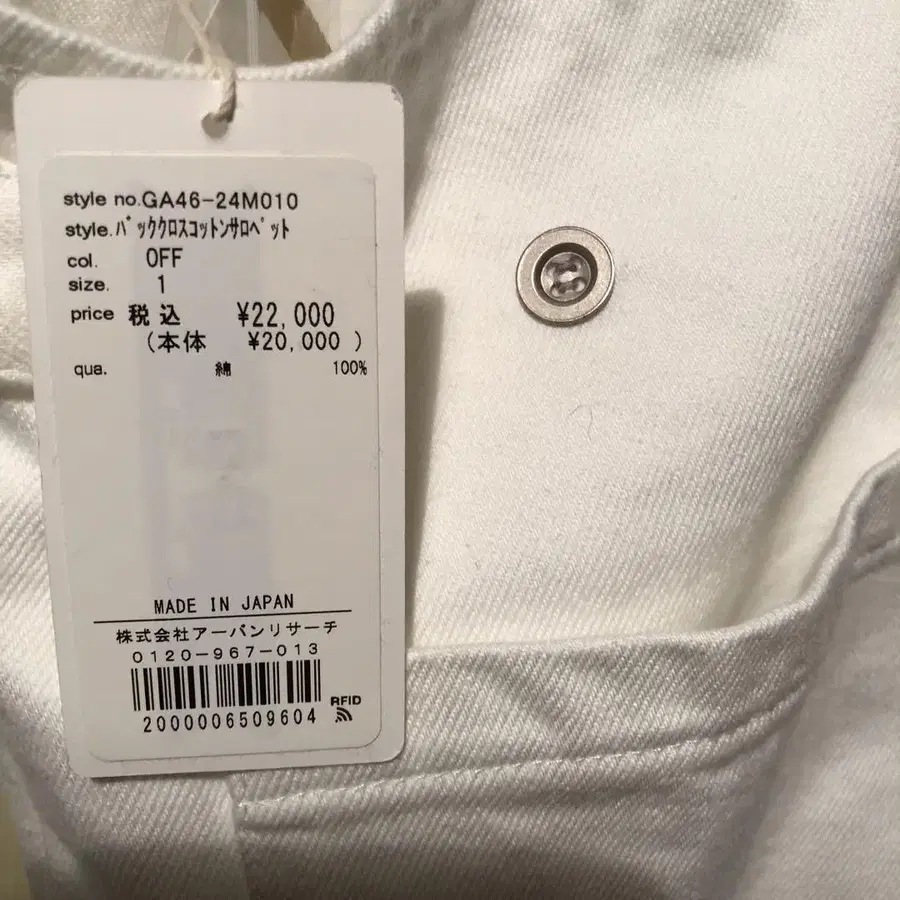 style no.GA46-24M010
style.ﾊﾞｯｸｸﾛｽｺｯﾄﾝｻﾛﾍﾟｯﾄ
col. OFF
size. 1
price 税込 ¥22,000
(本体 ¥20,000 )
qua. 綿 100%
MADE IN JAPAN
株式会社アーバンリサーチ
0120-967-013
RFID
2000006509604